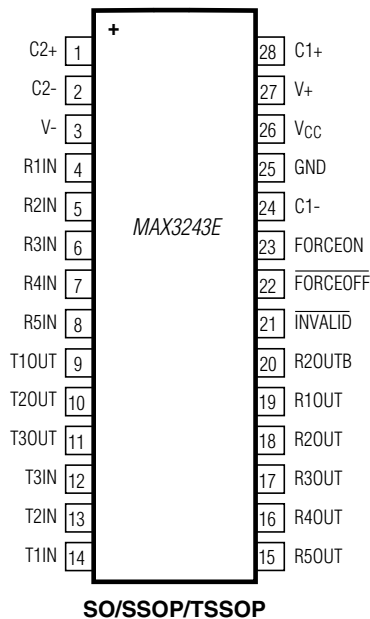 +
C2+ 1 28 C1+
C2- 2 27 V+
V- 3 26 VCC
R1IN 4 25 GND
R2IN 5 24 C1-
MAX3243E
R3IN 6 23 FORCEON
R4IN 7 22 FORCEOFF
R5IN 8 21 INVALID
T1OUT 9 20 R2OUTB
T2OUT 10 19 R1OUT
T3OUT 11 18 R2OUT
T3IN 12 17 R3OUT
T2IN 13 16 R4OUT
T1IN 14 15 R5OUT
SO/SSOP/TSSOP